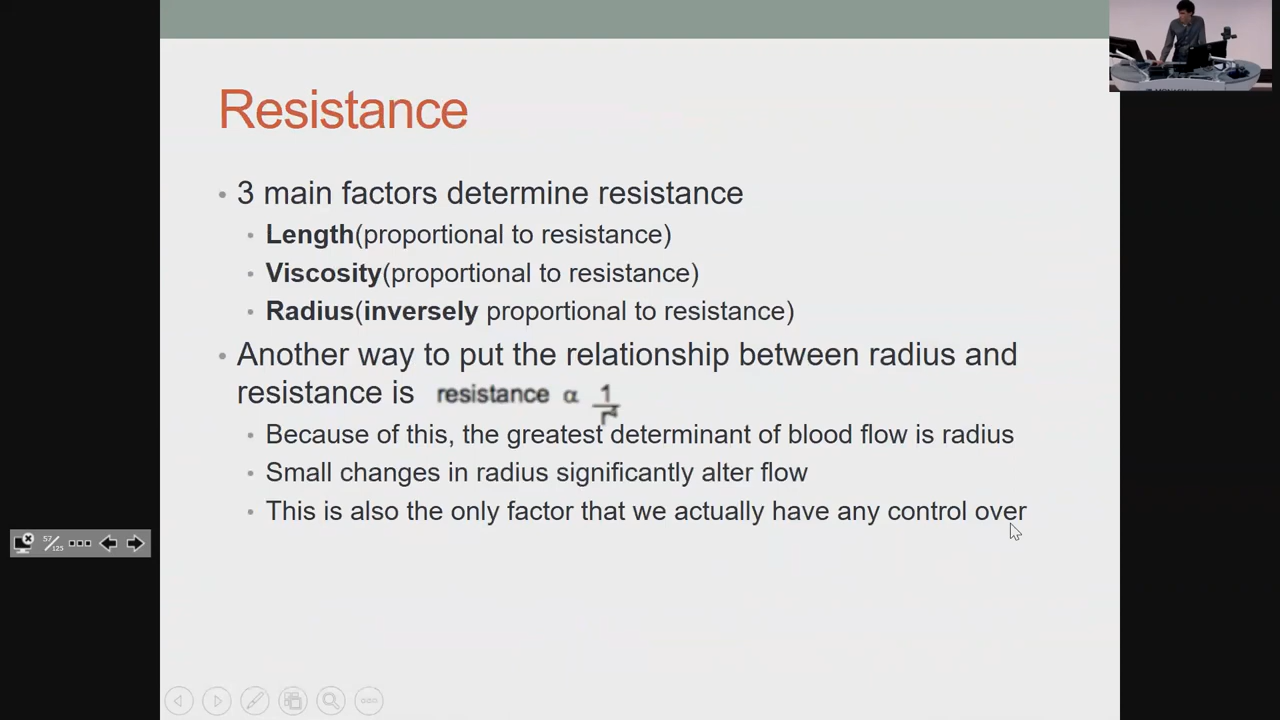 Resistance
• 3 main factors determine resistance
• Length(proportional to resistance)
• Viscosity(proportional to resistance)
• Radius(inversely proportional to resistance)
• Another way to put the relationship between radius and
resistance is resistance α 1/r⁴
• Because of this, the greatest determinant of blood flow is radius
• Small changes in radius significantly alter flow
• This is also the only factor that we actually have any control over
57/125